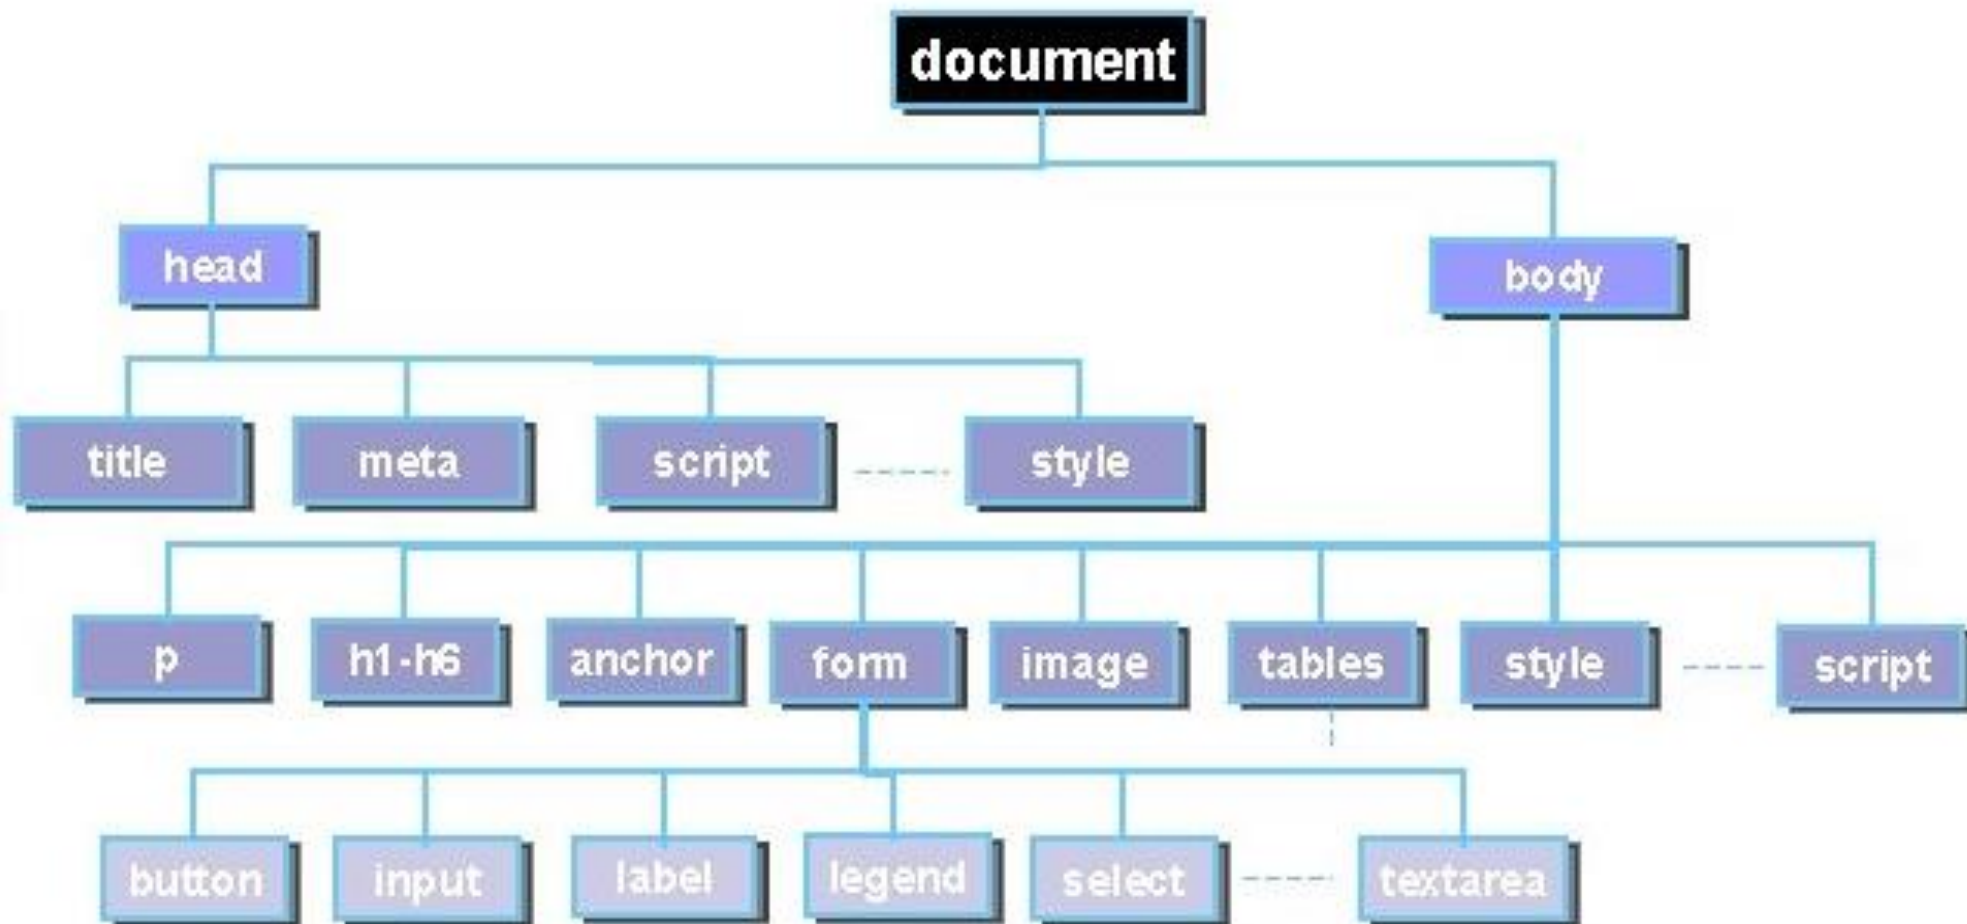 document
head
body
title meta script style
p h1-h6 anchor form image tables style script
button input label legend select textarea